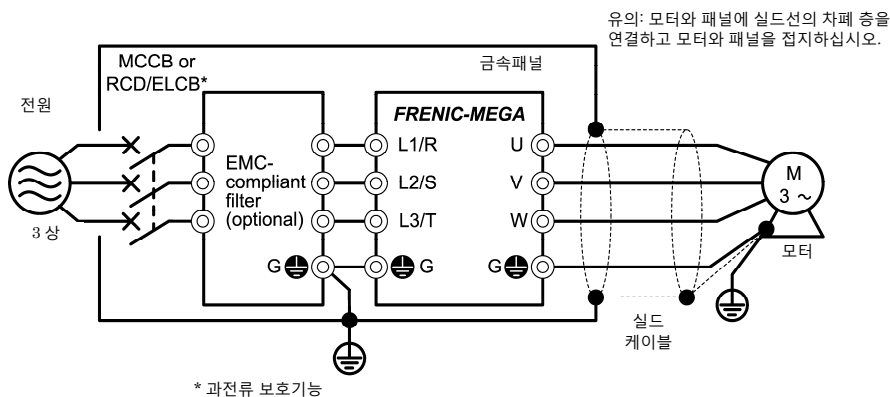 유의: 모터와 패널에 실드선의 차폐 층을
연결하고 모터와 패널을 접지하십시오.
MCCB or
RCD/ELCB*
금속패널
전원
FRENIC-MEGA
L1/R
U
EMC-
compliant
filter
(optional)
L2/S
V
M
3 ~
L3/T
W
3 상
모터
G
G
G
실드
케이블
* 과전류 보호기능